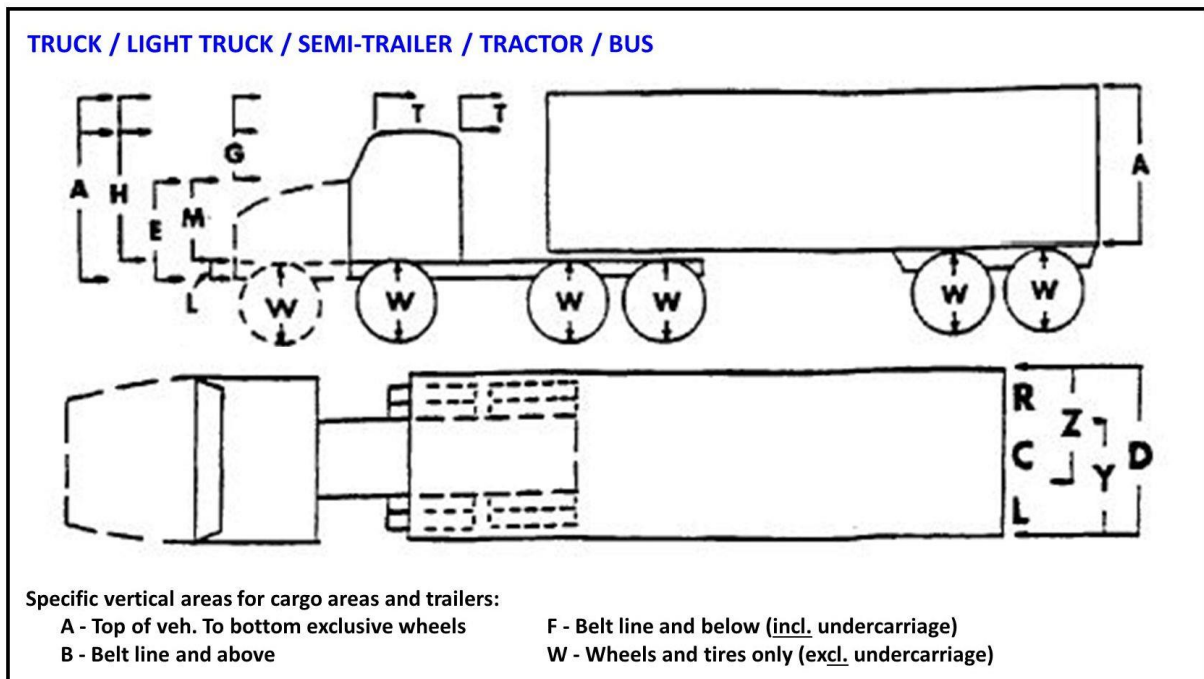 TRUCK / LIGHT TRUCK / SEMI-TRAILER / TRACTOR / BUS
T T
G
A H A
E M
L
W W W W W W
R
Z
C D
Y
L
Specific vertical areas for cargo areas and trailers:
A - Top of veh. To bottom exclusive wheels
B - Belt line and above
F - Belt line and below (incl. undercarriage)
W - Wheels and tires only (excl. undercarriage)